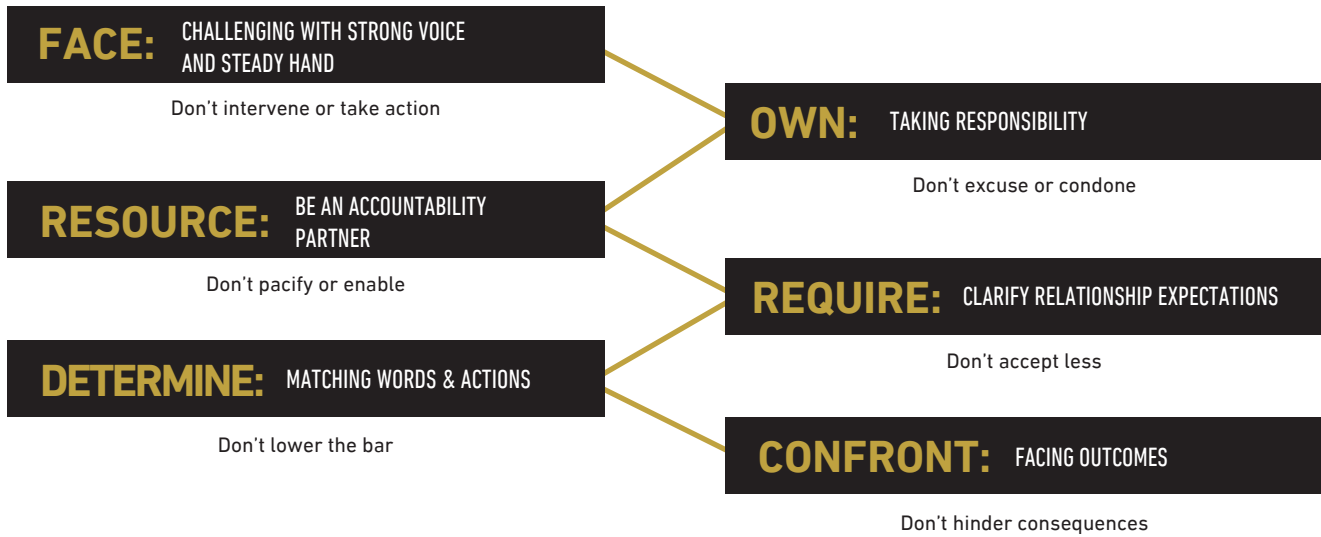 FACE: CHALLENGING WITH STRONG VOICE
AND STEADY HAND
Don't intervene or take action
OWN: TAKING RESPONSIBILITY
Don't excuse or condone
RESOURCE: BE AN ACCOUNTABILITY
PARTNER
Don't pacify or enable
REQUIRE: CLARIFY RELATIONSHIP EXPECTATIONS
Don't accept less
DETERMINE: MATCHING WORDS & ACTIONS
Don't lower the bar
CONFRONT: FACING OUTCOMES
Don't hinder consequences